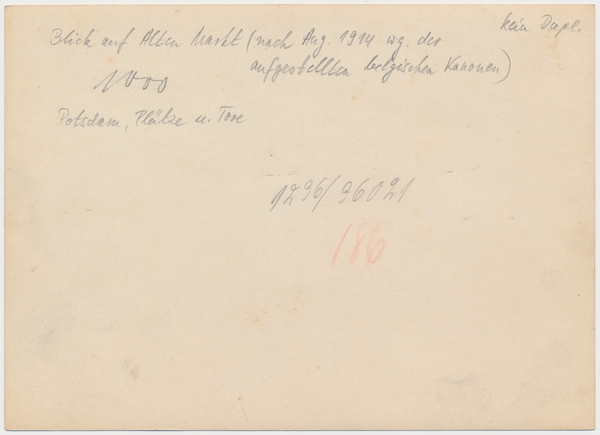 kein Dupl.
Blick auf Alten Markt (nach Aug. 1914 wg. der
aufgestellten belgischen Kanonen)
1000
Potsdam, Plätze u. Tore
1296/96021
186